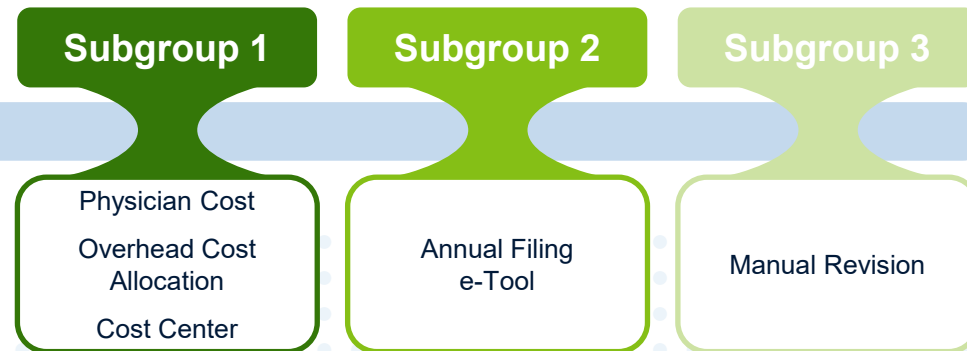 Subgroup 1
Physician Cost
Overhead Cost
Allocation
Cost Center
Subgroup 2
Annual Filing
e-Tool
Subgroup 3
Manual Revision